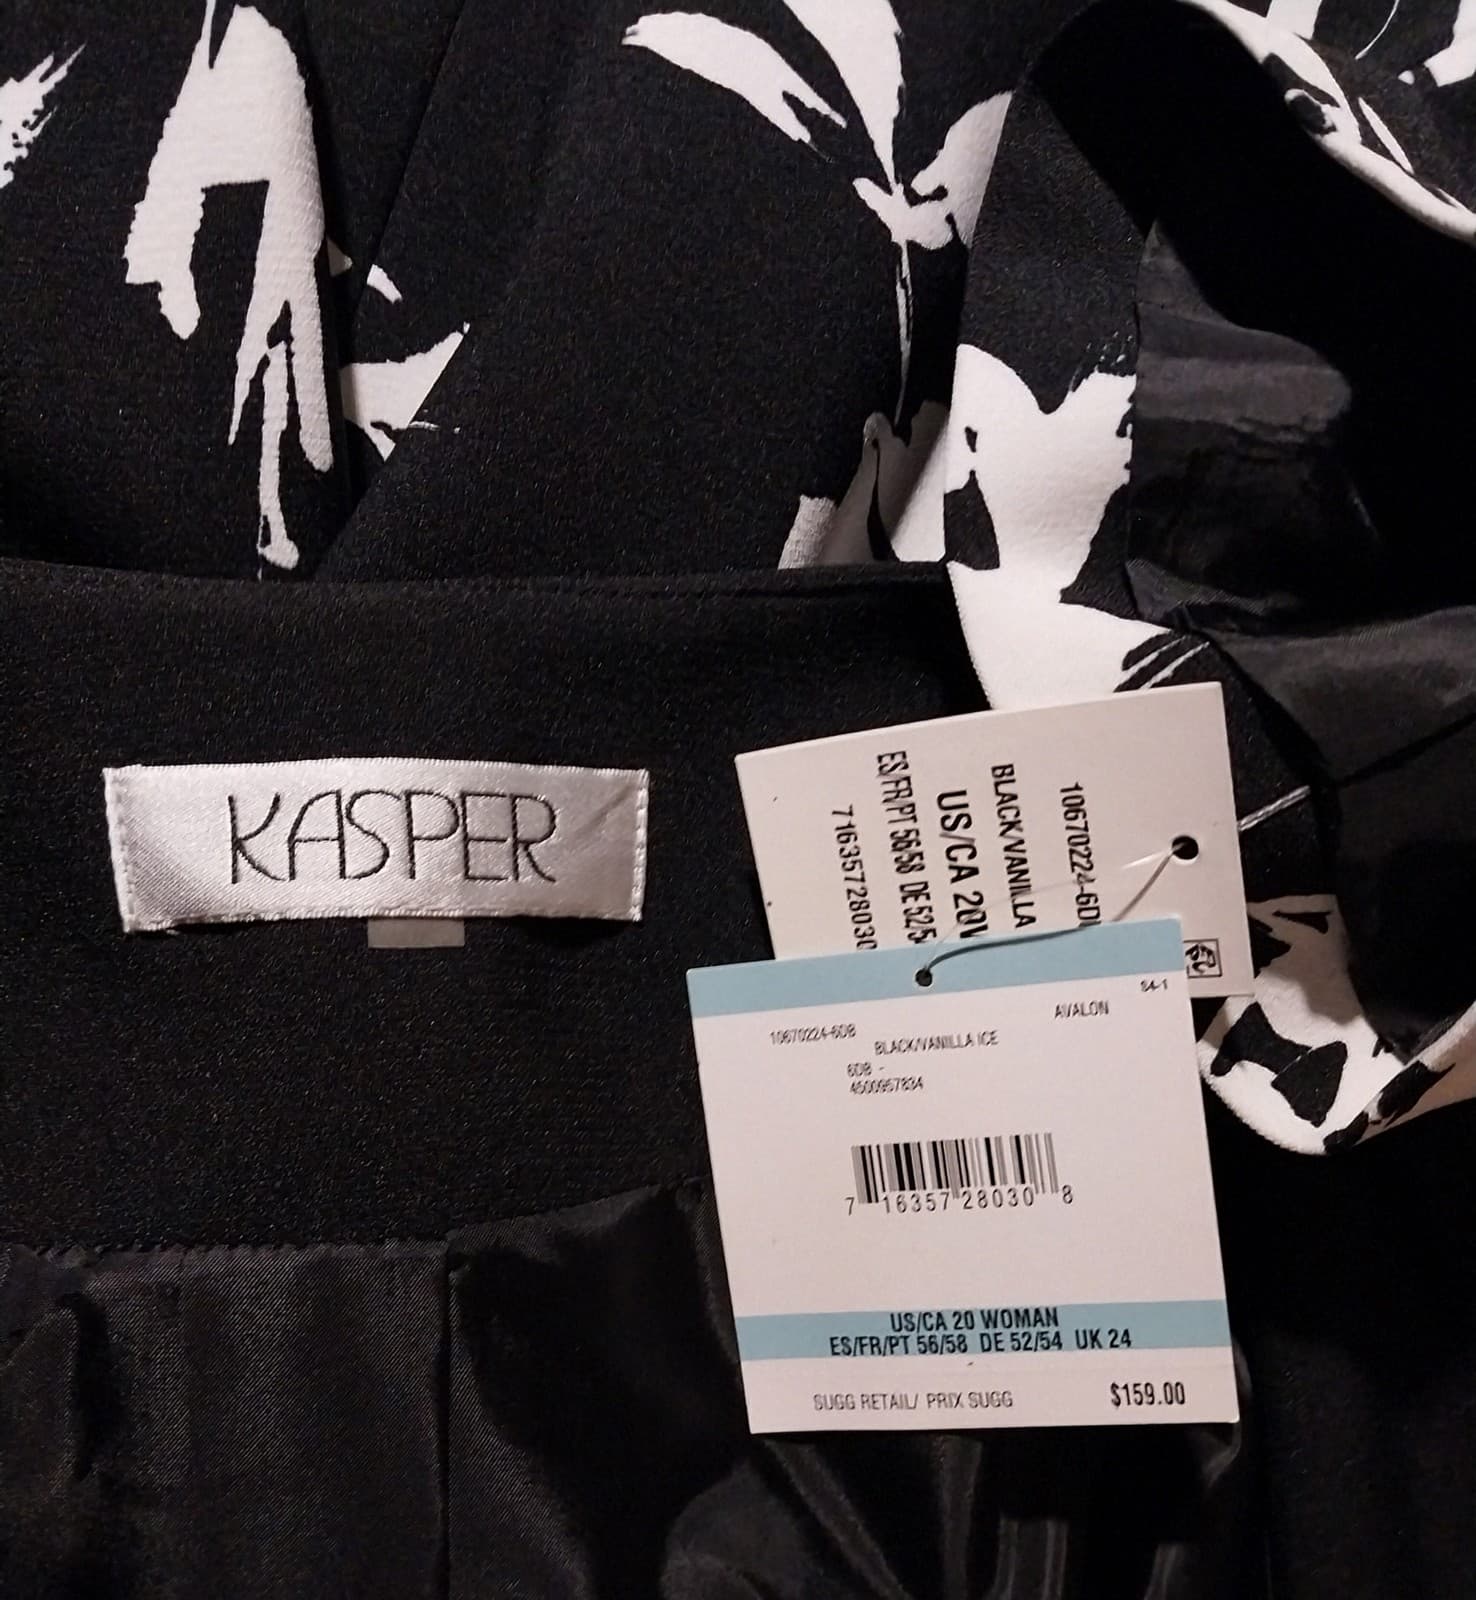 KASPER
10670224-6D
BLACK/VANILLA
US/CA 20W
ES/FR/PT 56/58 DE 52/5
71635728030
S4-1
AVALON
10670224-6DB
BLACK/VANILLA ICE
6DB -
4500957834
7 16357 28030 8
US/CA 20 WOMAN
ES/FR/PT 56/58 DE 52/54 UK 24
SUGG RETAIL/ PRIX SUGG $159.00